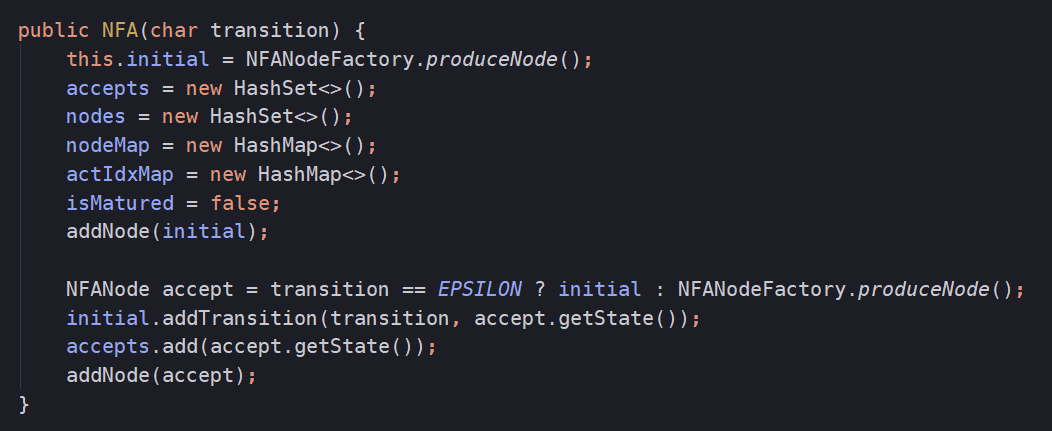 public NFA(char transition) {
    this.initial = NFANodeFactory.produceNode();
    accepts = new HashSet<>();
    nodes = new HashSet<>();
    nodeMap = new HashMap<>();
    actIdxMap = new HashMap<>();
    isMatured = false;
    addNode(initial);

    NFANode accept = transition == EPSILON ? initial : NFANodeFactory.produceNode();
    initial.addTransition(transition, accept.getState());
    accepts.add(accept.getState());
    addNode(accept);
}